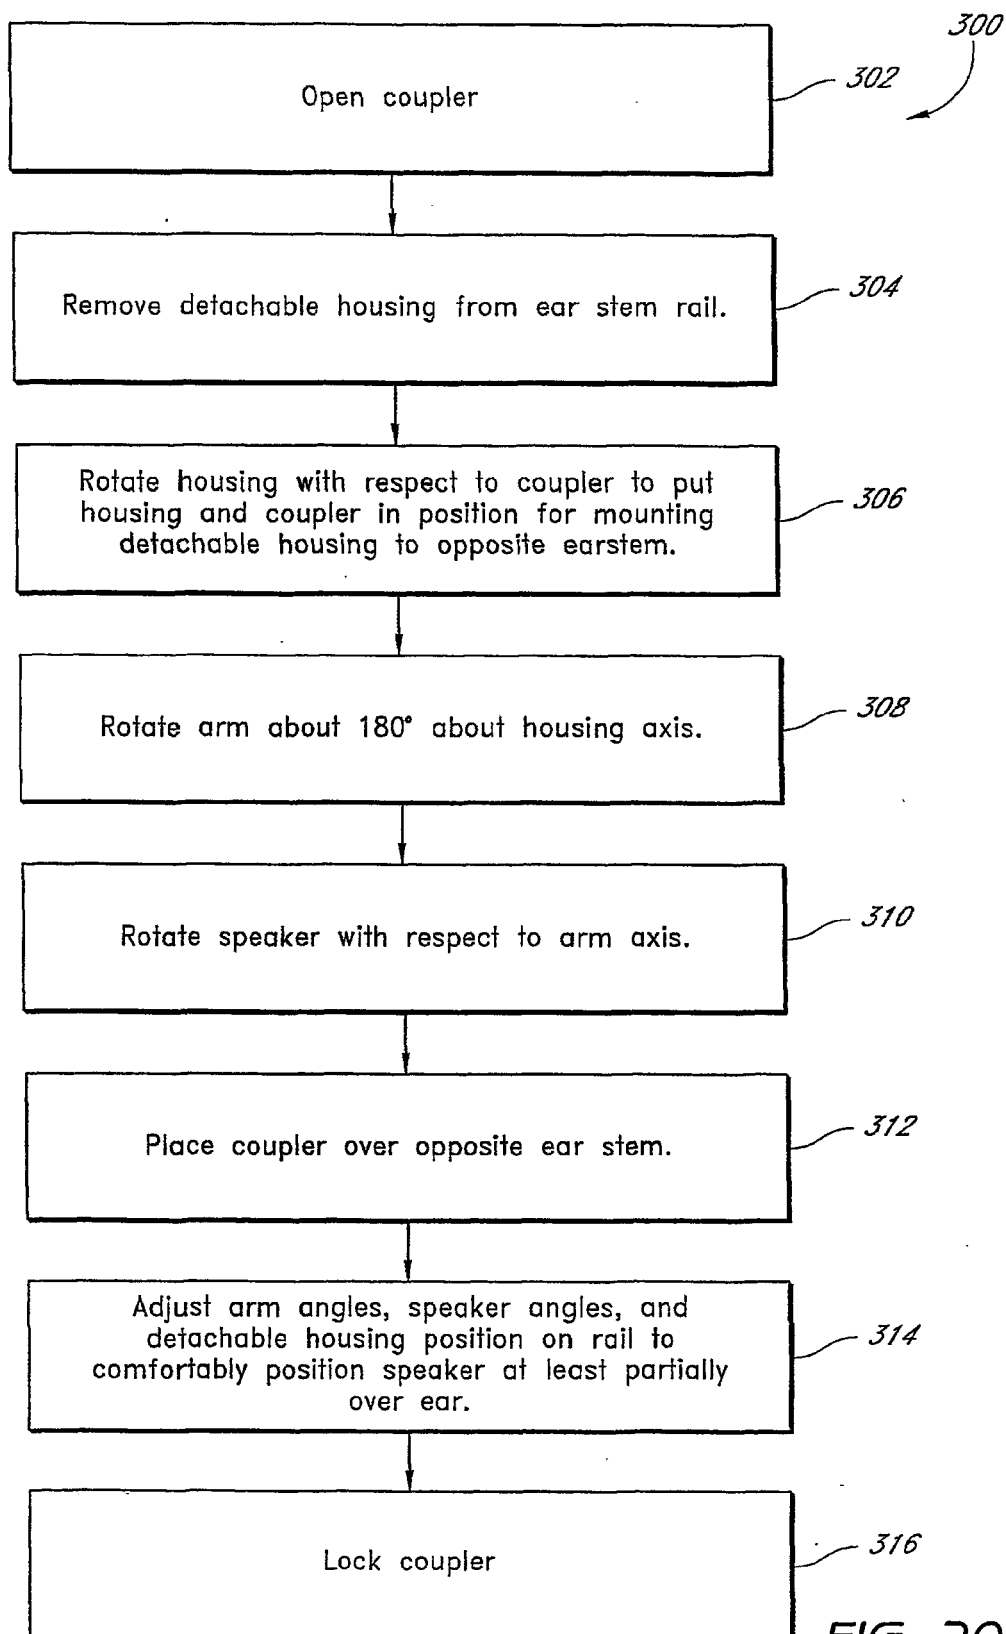 300
Open coupler
302
Remove detachable housing from ear stem rail.
304
Rotate housing with respect to coupler to put
housing and coupler in position for mounting
detachable housing to opposite earstem.
306
Rotate arm about 180° about housing axis.
308
Rotate speaker with respect to arm axis.
310
Place coupler over opposite ear stem.
312
Adjust arm angles, speaker angles, and
detachable housing position on rail to
comfortably position speaker at least partially
over ear.
314
Lock coupler
316